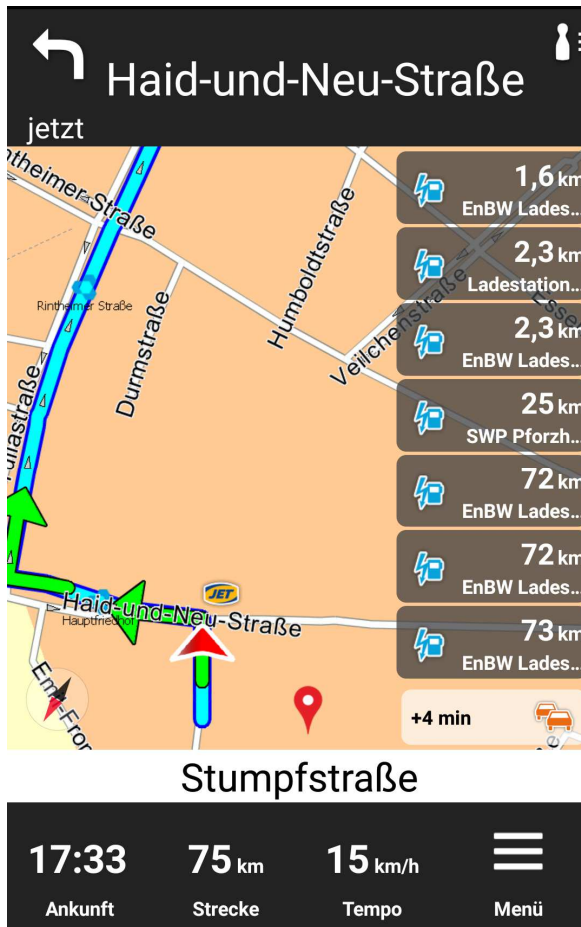 Haid-und-Neu-Straße
jetzt
Rintheimer Straße
Humboldtstraße
Durmstraße
Veilchenstraße
Haid-und-Neu-Straße
Hauptfriedhof
JET
1,6 km
EnBW Lades...
2,3 km
Ladestation...
2,3 km
EnBW Lades...
25 km
SWP Pforzh...
72 km
EnBW Lades...
72 km
EnBW Lades...
73 km
EnBW Lades...
+4 min
Stumpfstraße
17:33 75 km 15 km/h
Ankunft Strecke Tempo Menü